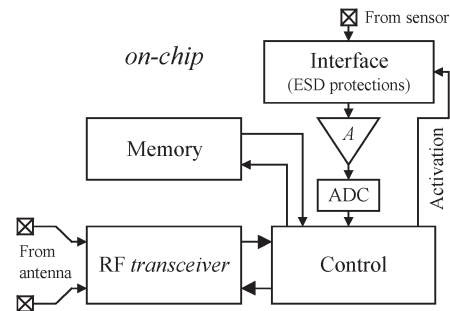 From sensor
on-chip
Interface
(ESD protections)
A
Memory
Activation
ADC
From
antenna
RF transceiver
Control